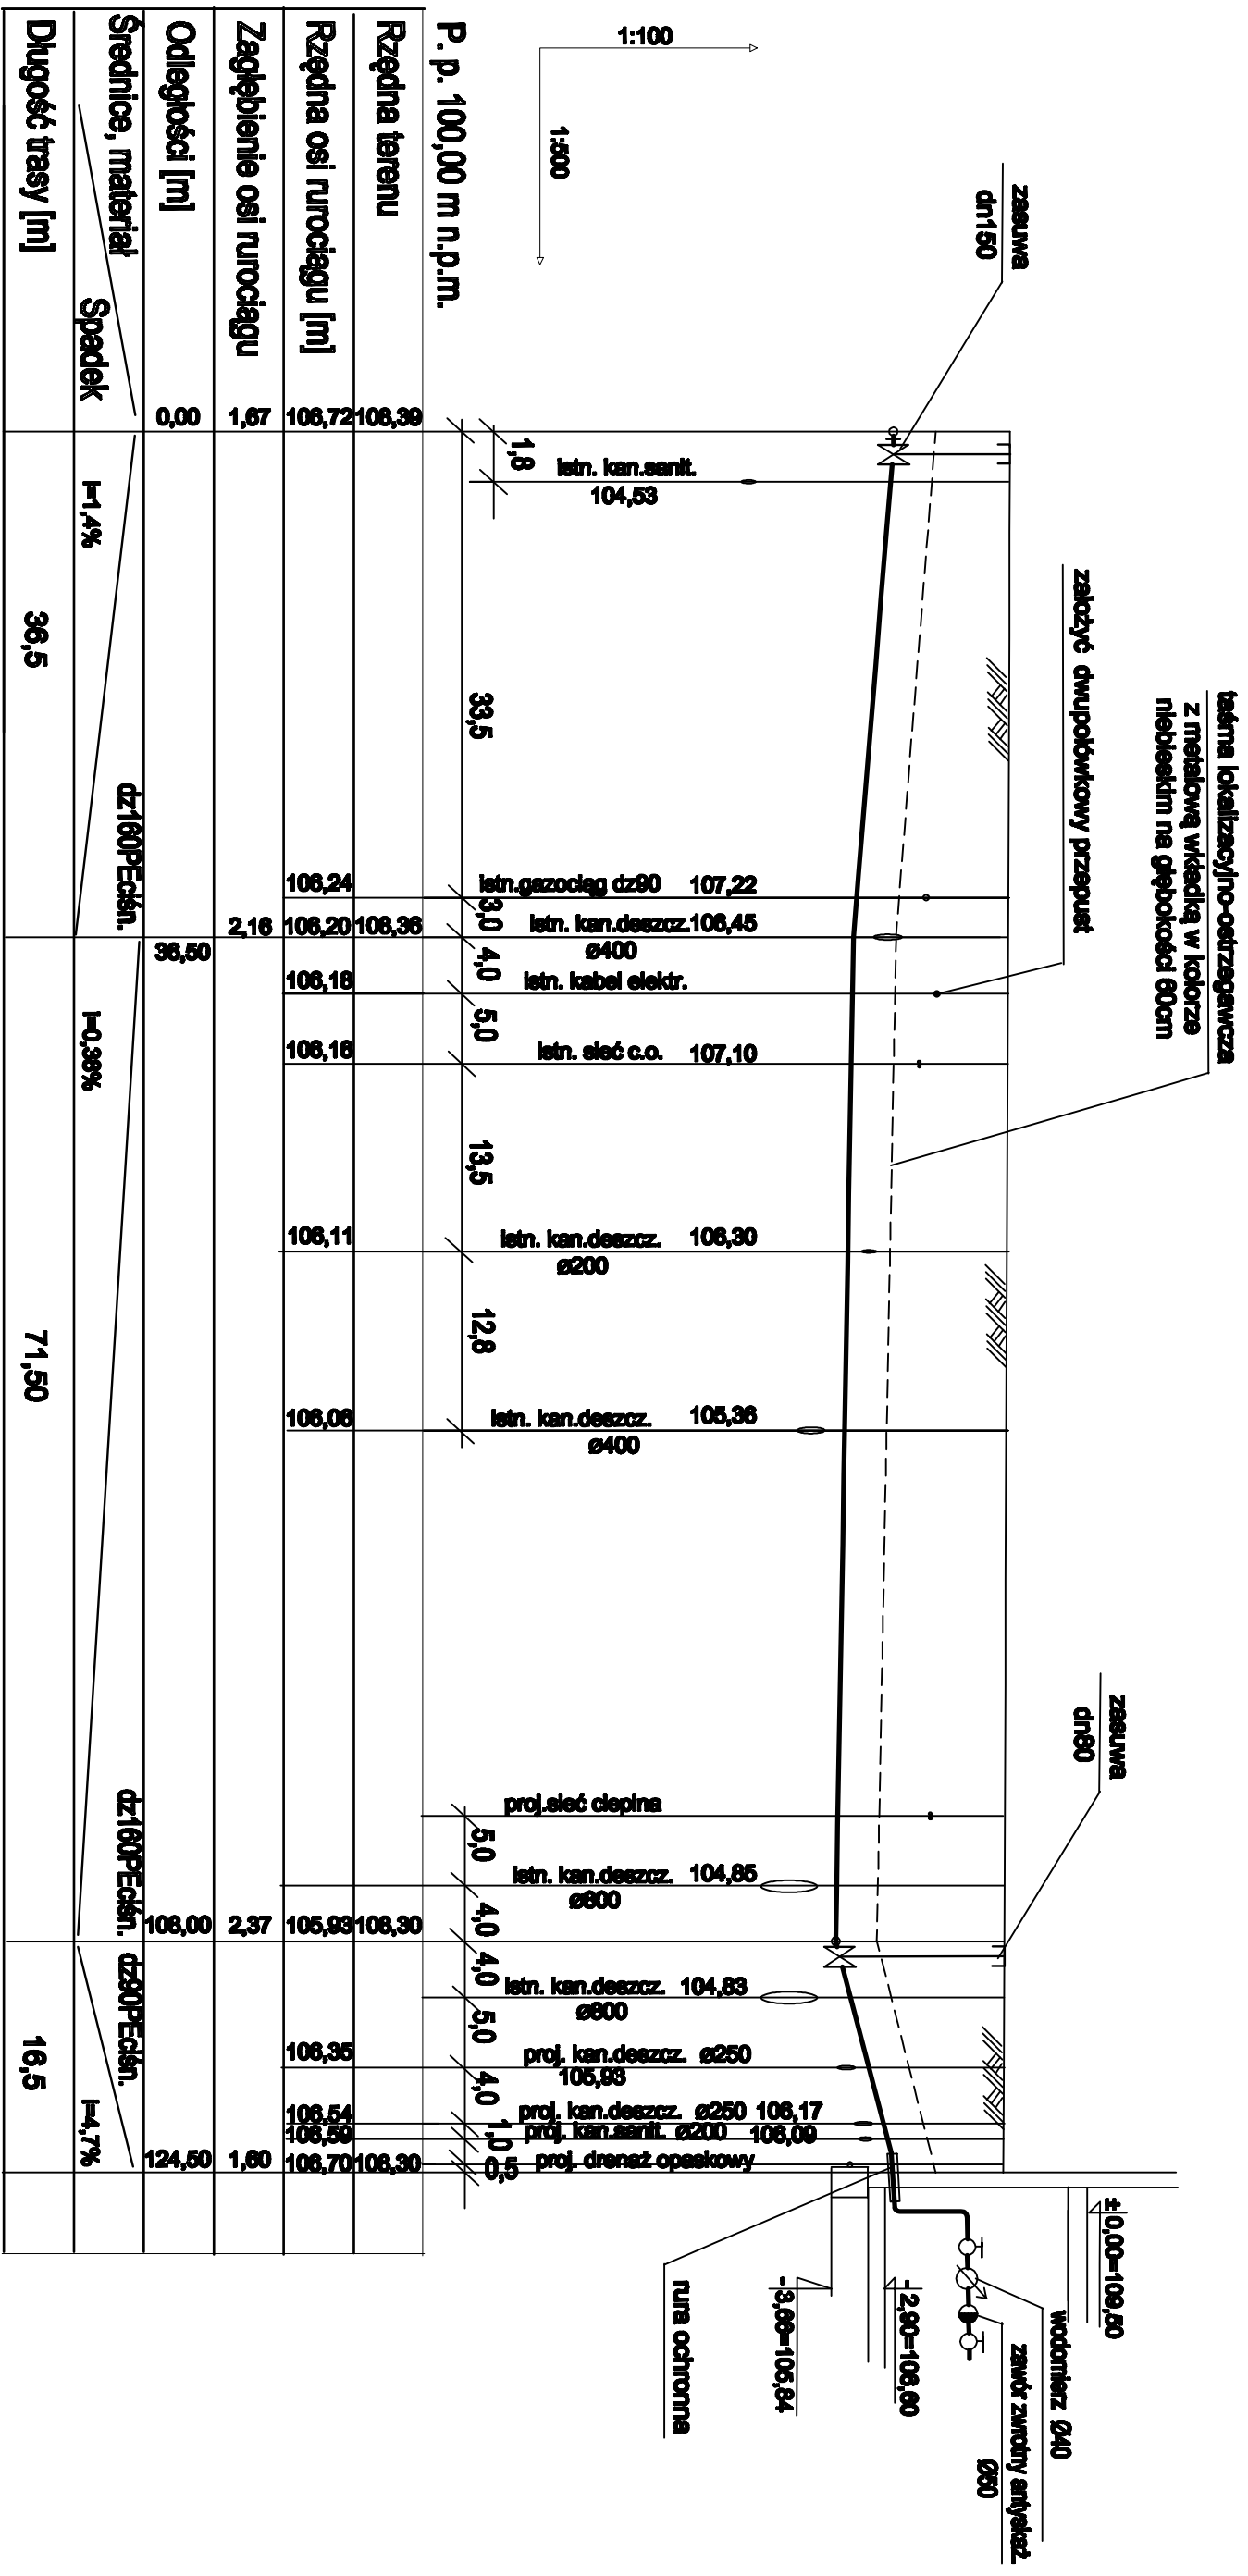 taśma lokalizacyjno-ostrzegawcza
z metalową wkładką w kolorze
niebieskim na głębokości 60cm
założyć dwupołówkowy przepust
zasuwa
dn150
zasuwa
dn80
±0,00=109,50
wodomierz Ø40
zawór zwrotny antyskaż.
Ø50
-2,90=106,60
-3,66=105,84
rura ochronna
1:100
1:500
istn. kan.sanit.
104,53
istn.gazociąg dz90 107,22
istn. kan.deszcz. 106,45
ø400
istn. kabel elektr.
istn. sieć c.o. 107,10
istn. kan.deszcz. 106,30
ø200
istn. kan.deszcz. 105,36
ø400
proj.sieć cieplna
istn. kan.deszcz. 104,85
ø600
istn. kan.deszcz. 104,83
ø600
proj. kan.deszcz. ø250
105,93
proj. kan.deszcz. ø250 106,17
proj. kan.sanit. ø200 106,09
proj. drenaż opaskowy
1,8 33,5 3,0 4,0 5,0 13,5 12,8 5,0 4,0 4,0 5,0 4,0 1,0 0,5
P. p. 100,00 m n.p.m.
Rzędna terenu 108,39 108,36 108,30 108,30
Rzędna osi rurociągu [m] 106,72 106,24 106,20 106,18 106,16 106,11 106,06 105,93 106,35 106,54 106,59 106,70
Zagłębienie osi rurociągu 1,67 2,16 2,37 1,60
Odległości [m] 0,00 36,50 108,00 124,50
Średnice, materiał dz160PEciśn. dz160PEciśn. dz90PEciśn.
Spadek i=1,4% i=0,38% i=4,7%
Długość trasy [m] 36,5 71,50 16,5